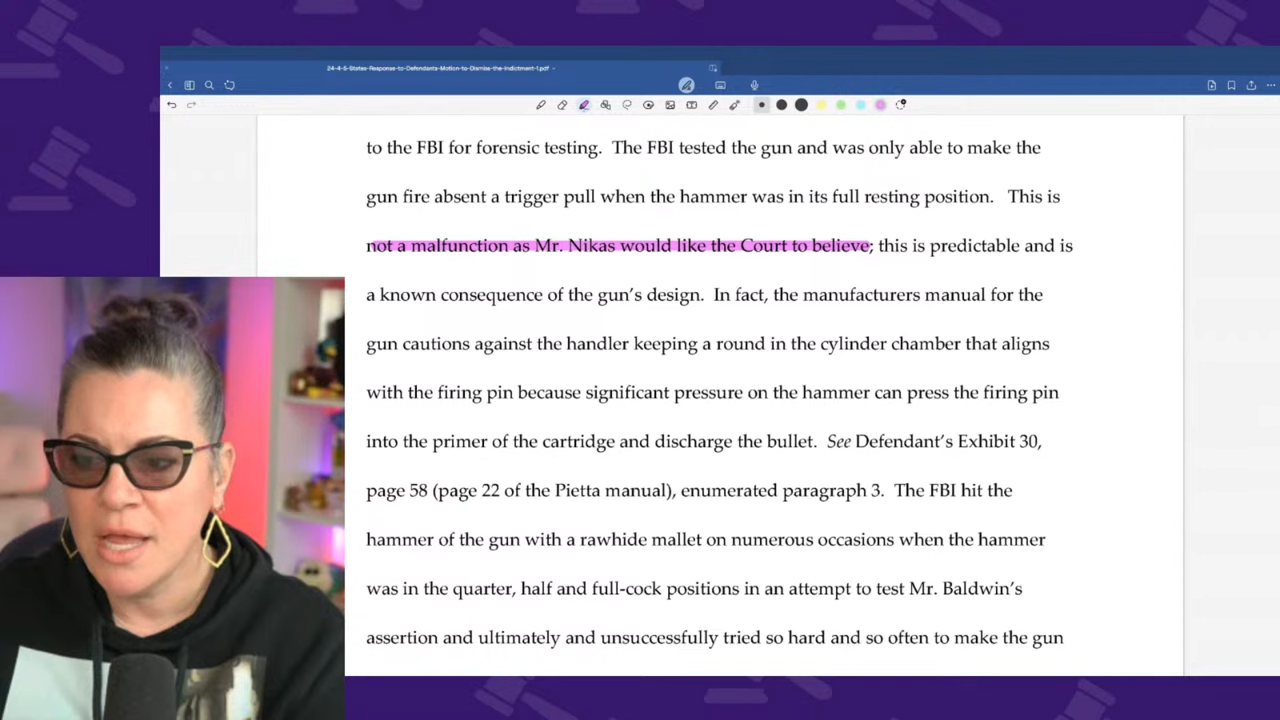 24-4-5-States-Response-to-Defendants-Motion-to-Dismiss-the-Indictment-1.pdf
to the FBI for forensic testing. The FBI tested the gun and was only able to make the
gun fire absent a trigger pull when the hammer was in its full resting position. This is
not a malfunction as Mr. Nikas would like the Court to believe; this is predictable and is
a known consequence of the gun’s design. In fact, the manufacturers manual for the
gun cautions against the handler keeping a round in the cylinder chamber that aligns
with the firing pin because significant pressure on the hammer can press the firing pin
into the primer of the cartridge and discharge the bullet. See Defendant’s Exhibit 30,
page 58 (page 22 of the Pietta manual), enumerated paragraph 3. The FBI hit the
hammer of the gun with a rawhide mallet on numerous occasions when the hammer
was in the quarter, half and full-cock positions in an attempt to test Mr. Baldwin’s
assertion and ultimately and unsuccessfully tried so hard and so often to make the gun